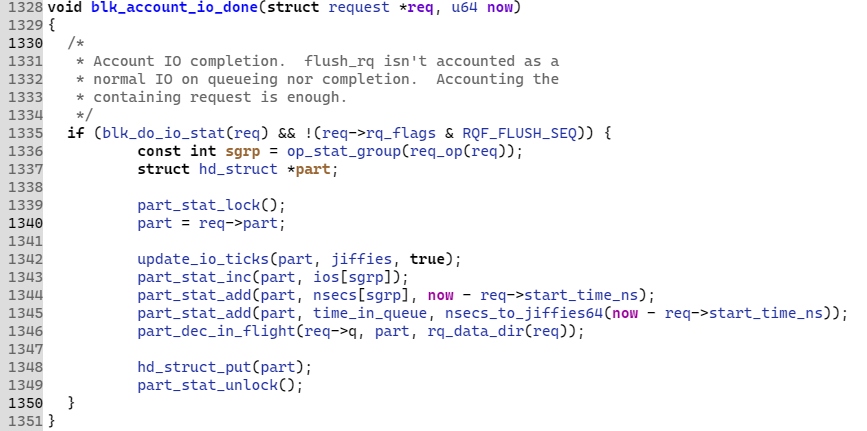 1328 void blk_account_io_done(struct request *req, u64 now)
1329 {
1330 /*
1331  * Account IO completion.  flush_rq isn't accounted as a
1332  * normal IO on queueing nor completion.  Accounting the
1333  * containing request is enough.
1334  */
1335 if (blk_do_io_stat(req) && !(req->rq_flags & RQF_FLUSH_SEQ)) {
1336 const int sgrp = op_stat_group(req_op(req));
1337 struct hd_struct *part;
1338
1339 part_stat_lock();
1340 part = req->part;
1341
1342 update_io_ticks(part, jiffies, true);
1343 part_stat_inc(part, ios[sgrp]);
1344 part_stat_add(part, nsecs[sgrp], now - req->start_time_ns);
1345 part_stat_add(part, time_in_queue, nsecs_to_jiffies64(now - req->start_time_ns));
1346 part_dec_in_flight(req->q, part, rq_data_dir(req));
1347
1348 hd_struct_put(part);
1349 part_stat_unlock();
1350 }
1351 }